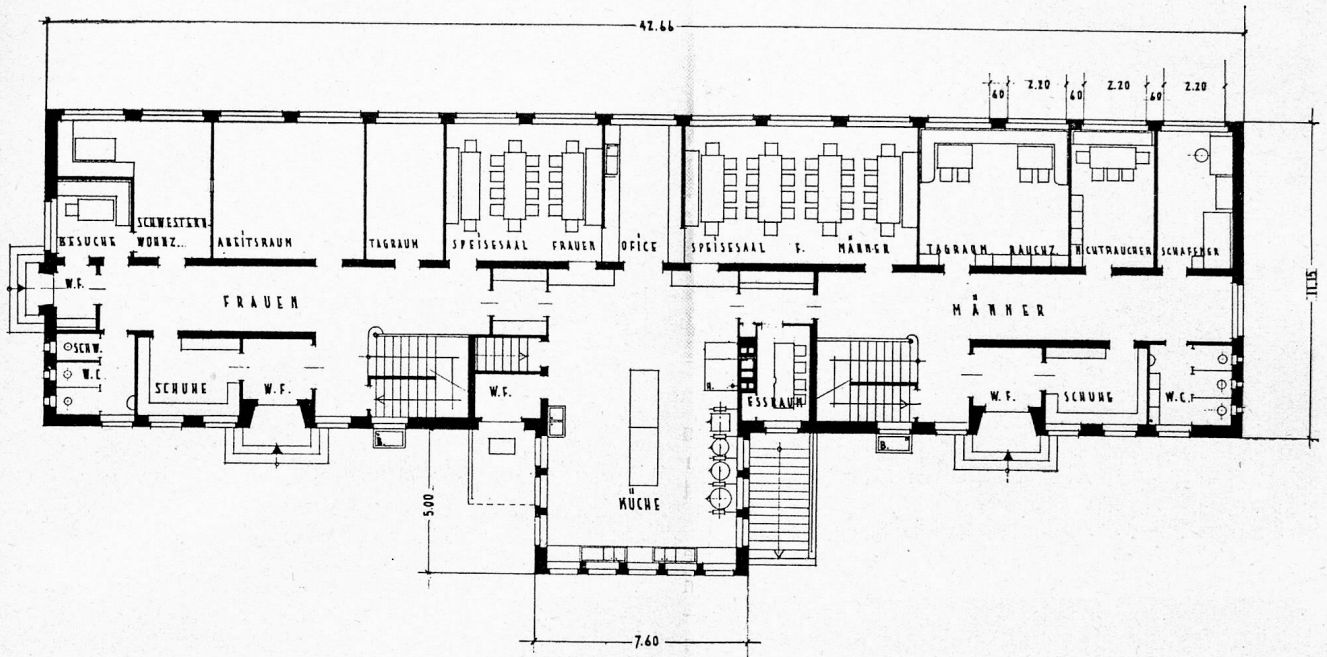 42.66
60 2.20 60 2.20 60 2.20
11.15
BESUCHE
SCHWESTERN.
WOHNZ..
ARBEITSRAUM
TAGRAUM
SPEISESAAL FRAUEN
OFICE
SPEISESAAL F. MÄNNER
TAGRAUM RAUCHZ.
NICHTRAUCHER
SCHAFFNER
W.F.
FRAUEN
MÄNNER
SCHW.
W.C.
SCHUHE
W.F.
W.F.
H.
ESSRAUM
W.F.
SCHUHE
W.C.
B.
B.
5.00
KÜCHE
7.60